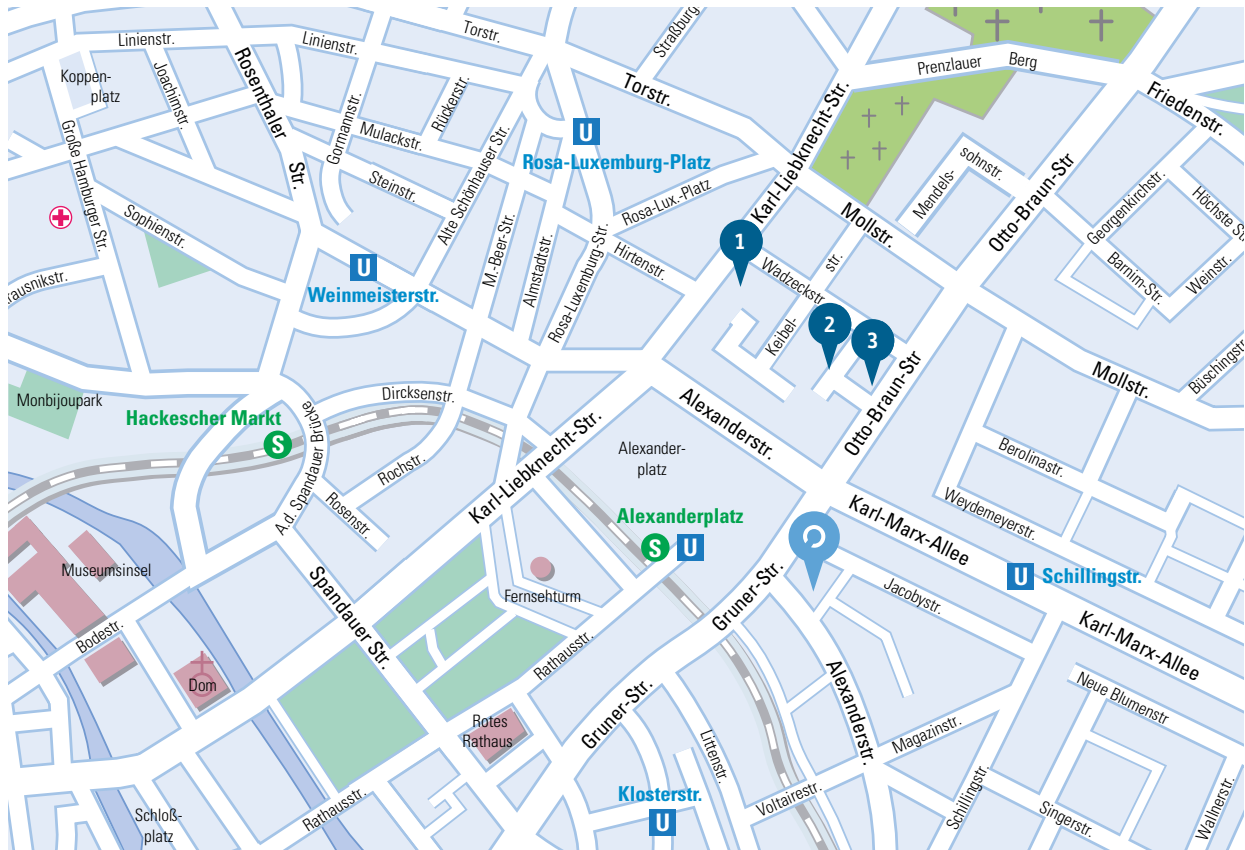 Linienstr.
Linienstr.
Torstr.
Straßburg
Prenzlauer
Berg
Koppen-
platz
Joachimstr.
Rosenthaler
Str.
Gormannstr.
Rückerstr.
Mulackstr.
Torstr.
Friedenstr.
Große Hamburger Str.
Steinstr.
U
Rosa-Luxemburg-Platz
Karl-Liebknecht-Str.
sohnstr.
Mendels-
Otto-Braun-Str
Georgenkirchstr.
Höchste St
Sophienstr.
Alte Schönhauser Str.
Rosa-Lux.-Platz
Mollstr.
Barnim-Str.
Weinstr.
rausnikstr.
U
Weinmeisterstr.
M.-Beer-Str.
Almstadtstr.
Rosa-Luxemburg-Str.
Hirtenstr.
1
Wadzeckstr.
str.
Keibel-
2
3
Otto-Braun-Str
Mollstr.
Büschingstr.
Monbijoupark
Hackescher Markt
S
Dircksenstr.
A.d. Spandauer Brücke
Rochstr.
Rosenstr.
Karl-Liebknecht-Str.
Alexander-
platz
Alexanderstr.
Berolinastr.
Weydemeyerstr.
Karl-Marx-Allee
Alexanderplatz
S
U
U
Schillingstr.
Museumsinsel
Bodestr.
Dom
Spandauer Str.
Fernsehturm
Rathausstr.
Gruner-Str.
Jacobystr.
Karl-Marx-Allee
Alexanderstr.
Neue Blumenstr
Rotes
Rathaus
Gruner-Str.
Littenstr.
Magazinstr.
Klosterstr.
U
Voltairestr.
Schillingstr.
Singerstr.
Wallnerstr.
Rathausstr.
Schloß-
platz